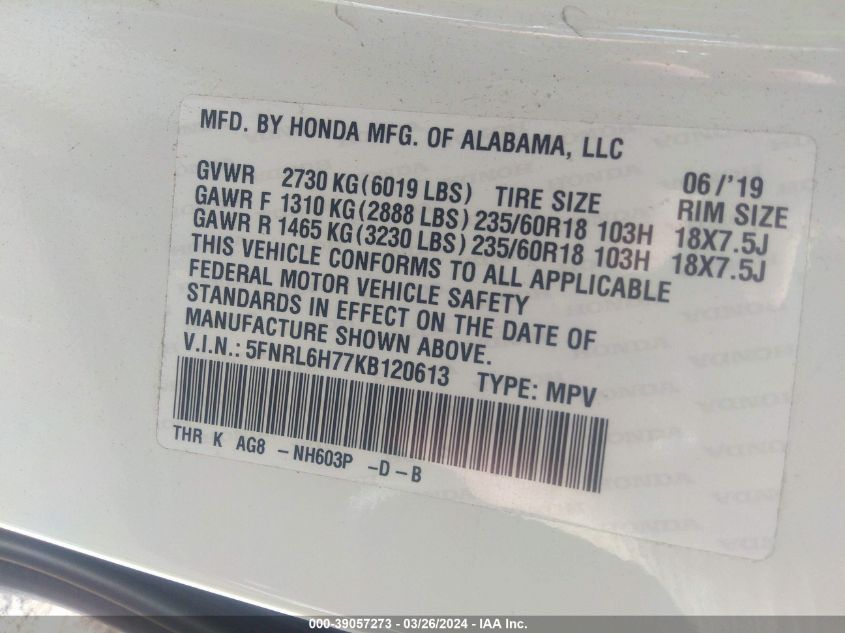 MFD. BY HONDA MFG. OF ALABAMA, LLC
GVWR 2730 KG (6019 LBS) TIRE SIZE 06/'19 RIM SIZE
GAWR F 1310 KG (2888 LBS) 235/60R18 103H 18X7.5J
GAWR R 1465 KG (3230 LBS) 235/60R18 103H 18X7.5J
THIS VEHICLE CONFORMS TO ALL APPLICABLE
FEDERAL MOTOR VEHICLE SAFETY
STANDARDS IN EFFECT ON THE DATE OF
MANUFACTURE SHOWN ABOVE.
V.I.N.: 5FNRL6H77KB120613 TYPE: MPV
THR K AG8 -NH603P -D-B
HONDA HONDA
000-39057273 - 03/26/2024 - IAA Inc.